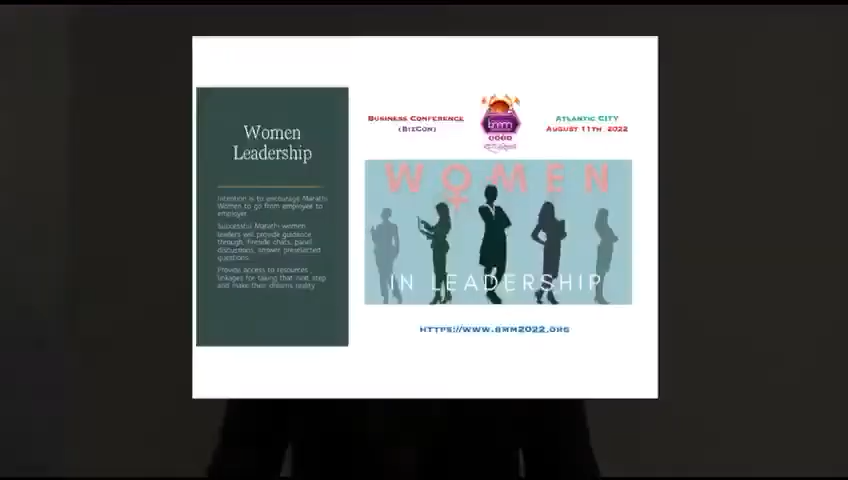 Women
Leadership
Intention is to encourage Marathi
Women to go from employee to
employer
Successful Marathi women
leaders will provide guidance
through, fireside chats, panel
discussions, answer preselected
questions.
Provide access to resources,
linkages for taking that next step
and make their dreams reality
BUSINESS CONFERENCE
(BIZCON)
ATLANTIC CITY
AUGUST 11TH, 2022
WOMEN
IN LEADERSHIP
HTTPS://WWW.BMM2022.ORG